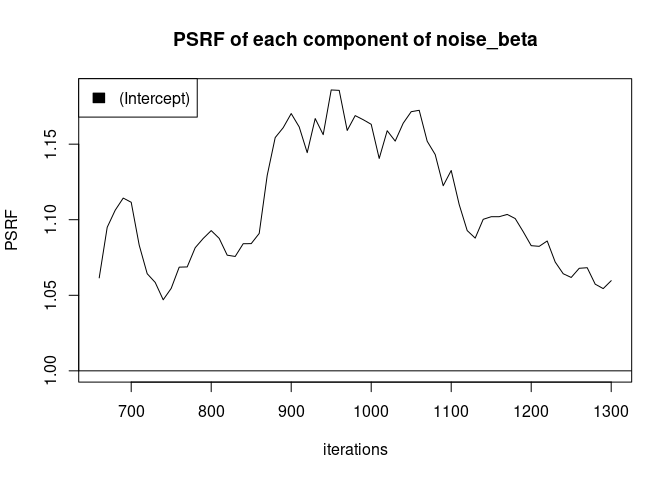 PSRF of each component of noise_beta
(Intercept)
PSRF
1.15
1.10
1.05
1.00
700 800 900 1000 1100 1200 1300
iterations